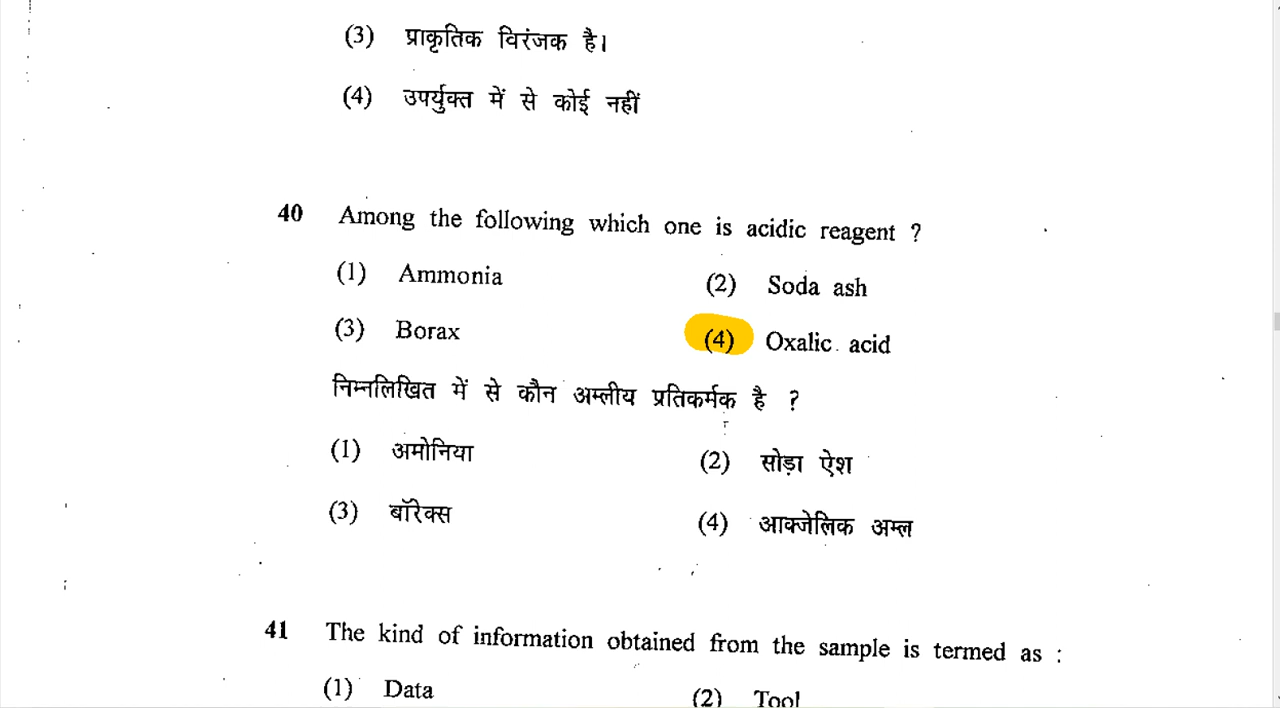 (3) प्राकृतिक विरंजक है।
(4) उपर्युक्त में से कोई नहीं
40 Among the following which one is acidic reagent ?
(1) Ammonia (2) Soda ash
(3) Borax (4) Oxalic acid
निम्नलिखित में से कौन अम्लीय प्रतिकर्मक है ?
(1) अमोनिया (2) सोड़ा ऐश
(3) बॉरेक्स (4) आक्जेलिक अम्ल
41 The kind of information obtained from the sample is termed as :
(1) Data (2) Tool